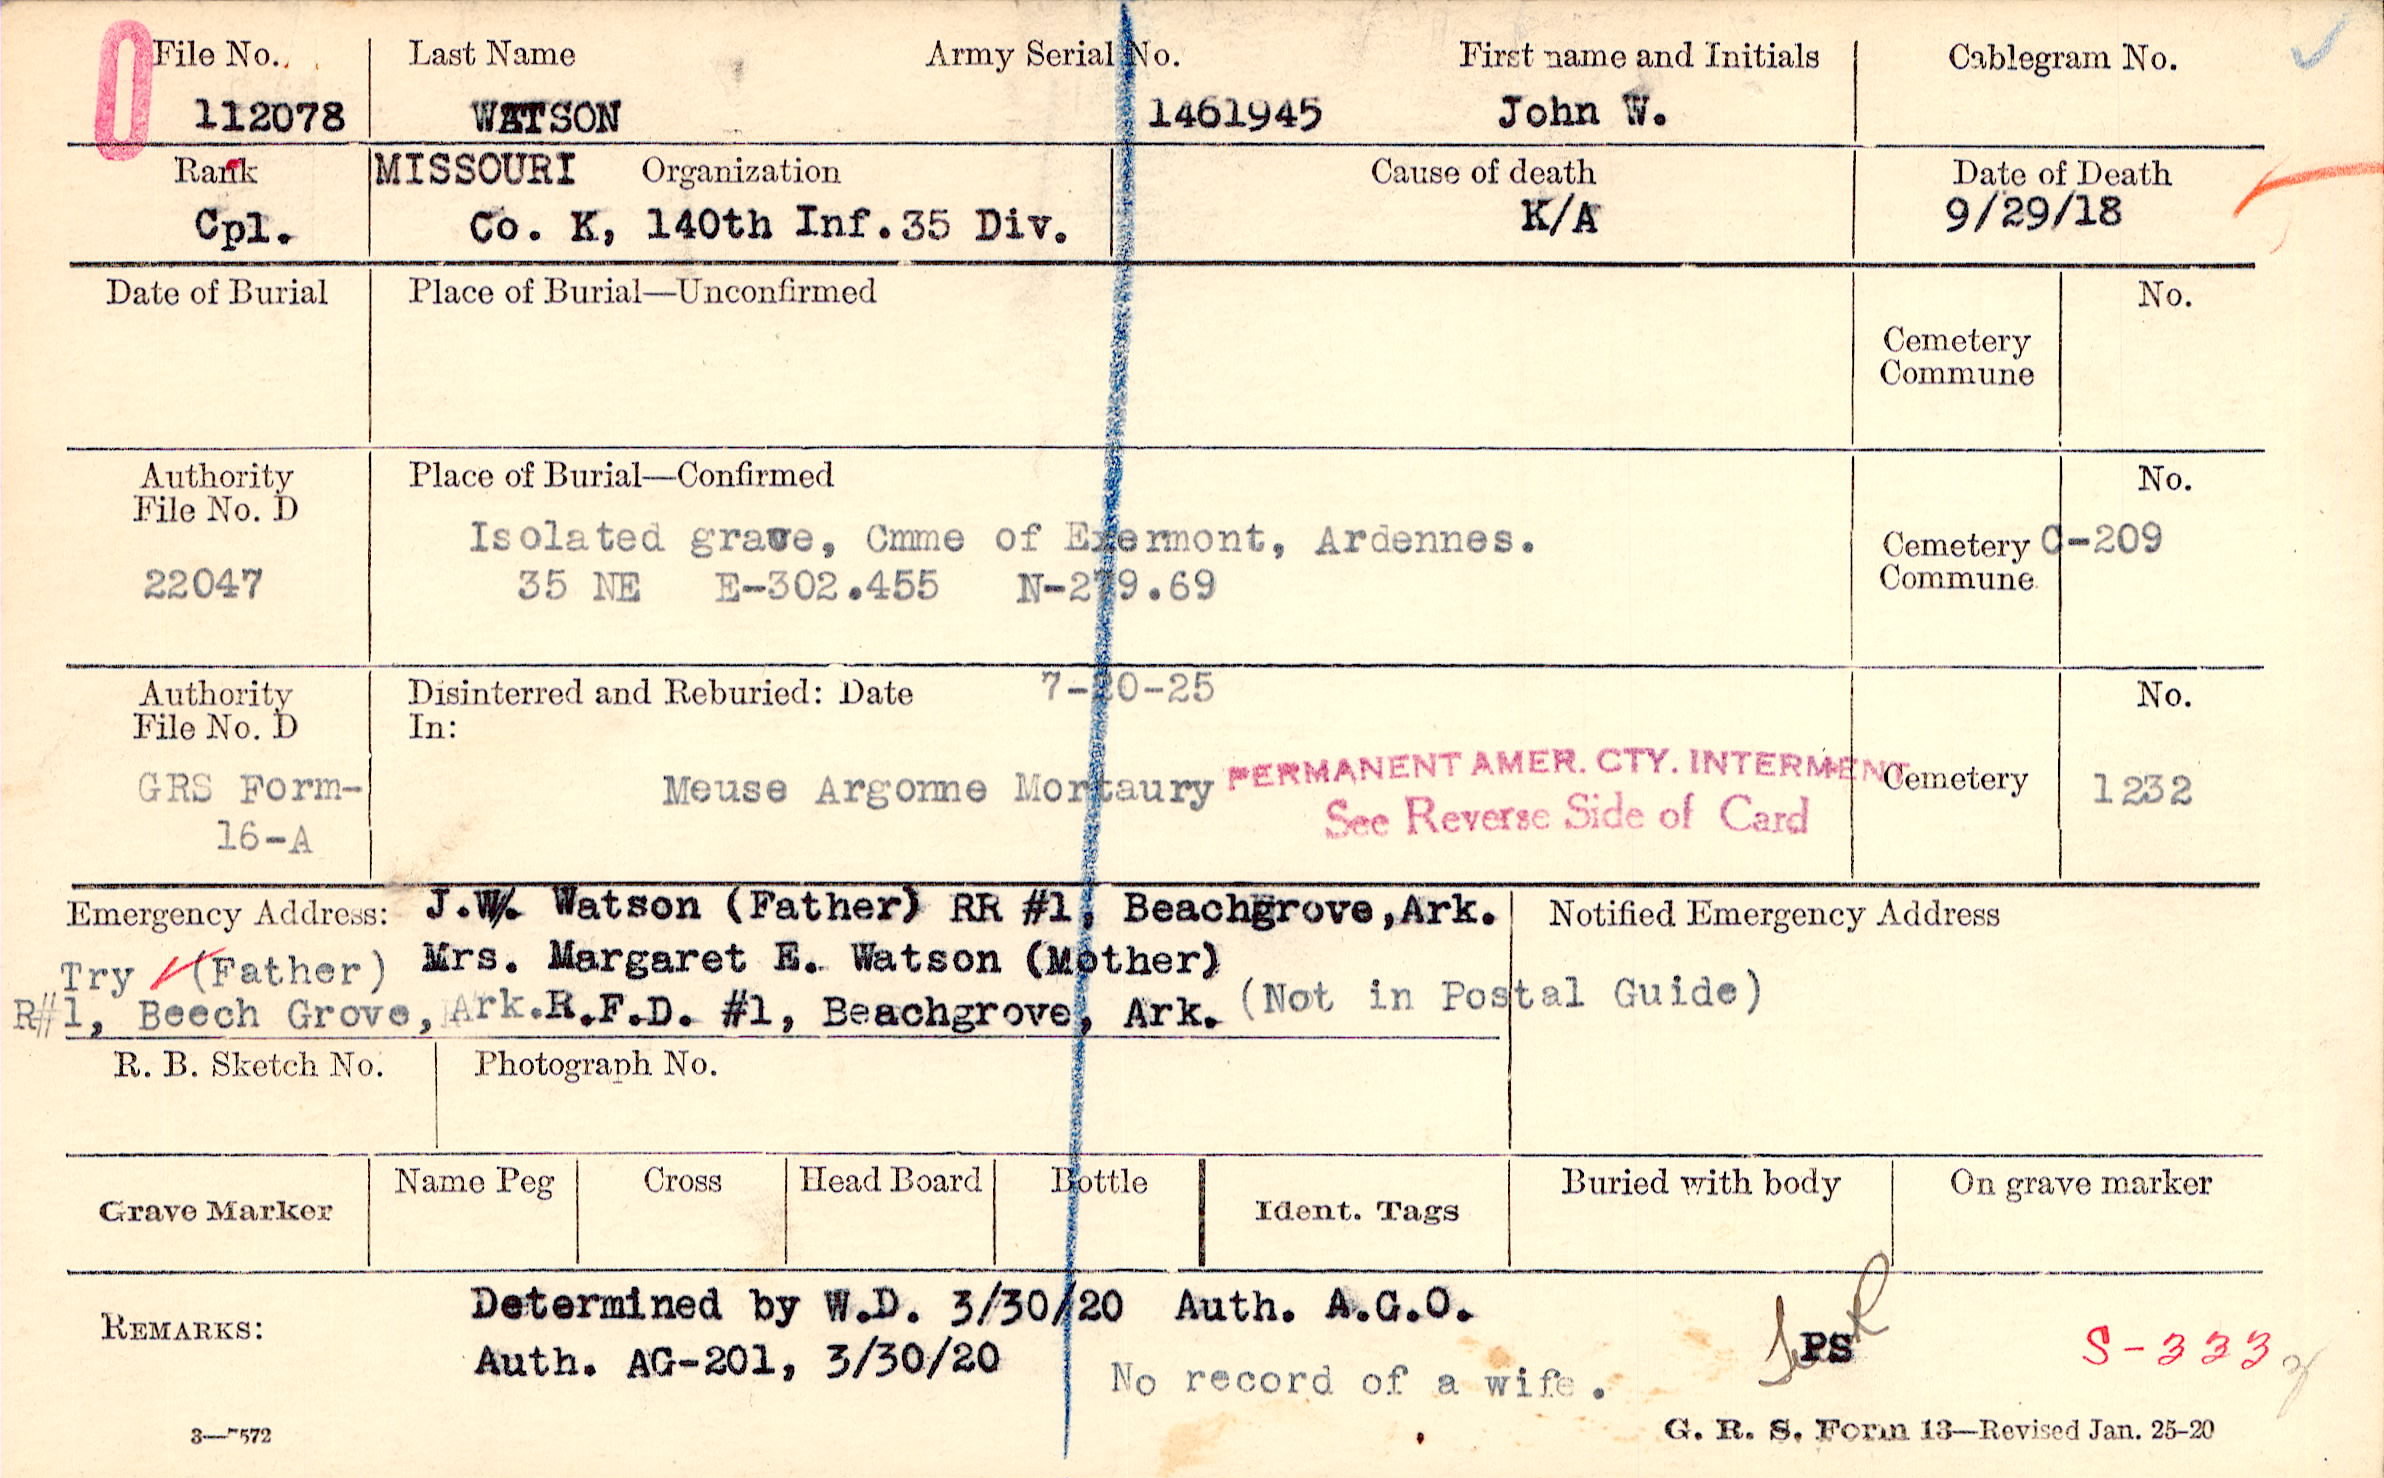 O
File No. Last Name Army Serial No. First name and Initials Cablegram No.
112078 WATSON 1461945 John W.
Rank MISSOURI Organization Cause of death Date of Death
Cpl. Co. K, 140th Inf. 35 Div. K/A 9/29/18
Date of Burial Place of Burial—Unconfirmed No.
Cemetery
Commune
Authority Place of Burial—Confirmed No.
File No. D
Isolated grave, Cmme of Exermont, Ardennes. Cemetery C-209
22047 35 NE E-302.455 N-279.69 Commune
Authority Disinterred and Reburied: Date 7-20-25 No.
File No. D In:
PERMANENT AMER. CTY. INTERMENT
GRS Form- Meuse Argonne Mortaury Cemetery 1232
See Reverse Side of Card
16-A
Emergency Address: J.W. Watson (Father) RR #1, Beachgrove, Ark. Notified Emergency Address
Try (Father) Mrs. Margaret E. Watson (Mother)
R#1, Beech Grove, Ark. R.F.D. #1, Beachgrove, Ark. (Not in Postal Guide)
R. B. Sketch No. Photograph No.
Grave Marker Name Peg Cross Head Board Bottle Ident. Tags Buried with body On grave marker
REMARKS: Determined by W.D. 3/30/20 Auth. A.G.O.
Auth. AG-201, 3/30/20 PS S-333
No record of a wife.
G. R. S. Form 13—Revised Jan. 25-20